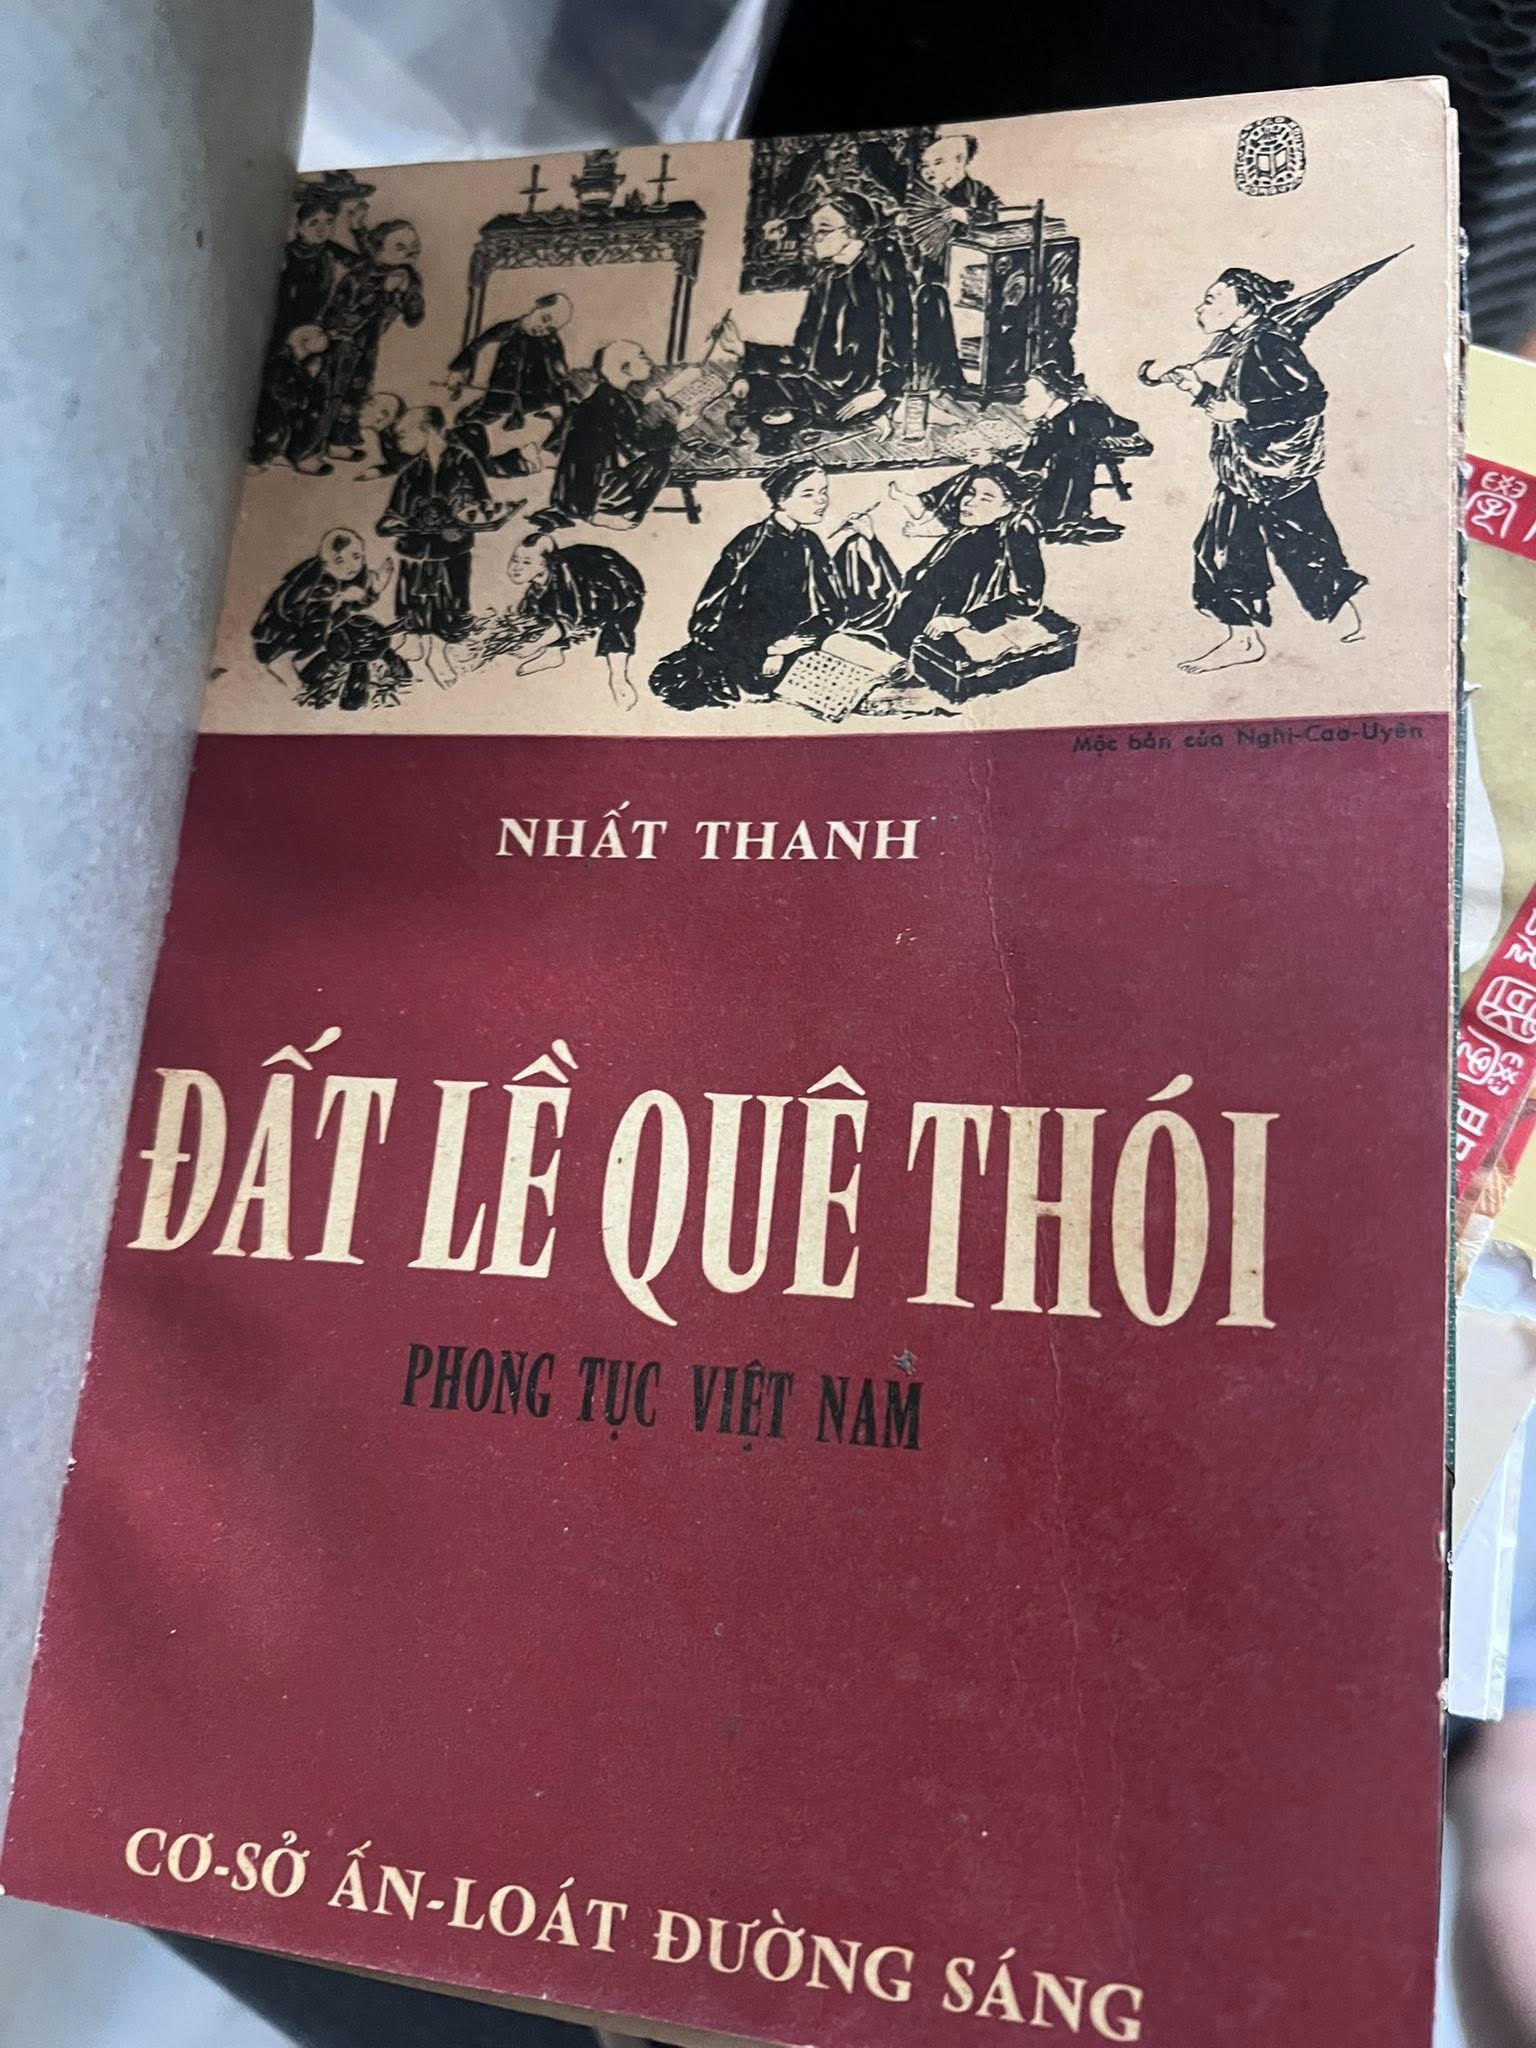 Mộc bản của Nghi-Cao-Uyên
NHẤT THANH
ĐẤT LỀ QUÊ THÓI
PHONG TỤC VIỆT NAM
CƠ-SỞ ẤN-LOÁT ĐƯỜNG SÁNG